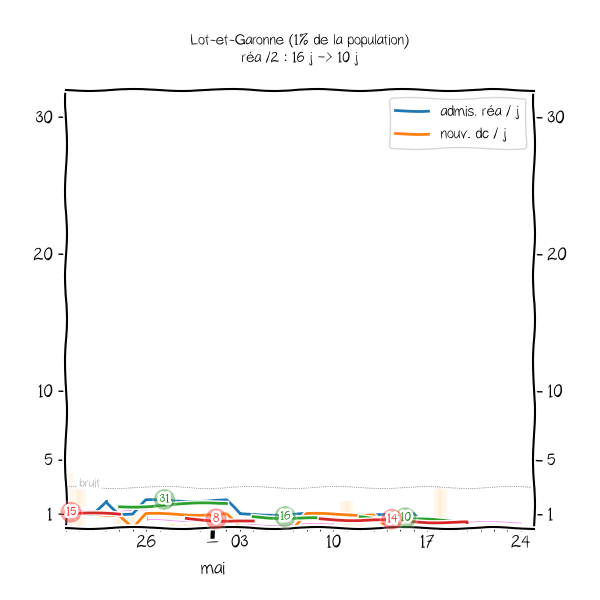 Lot-et-Garonne (1% de la population)
réa /2 : 16 j -> 10 j
admis. réa / j
nouv. dc / j
30 30
20 20
10 10
5 5
bruit
31
15 8 16 14 10
1 1
26 03 10 17 24
mai